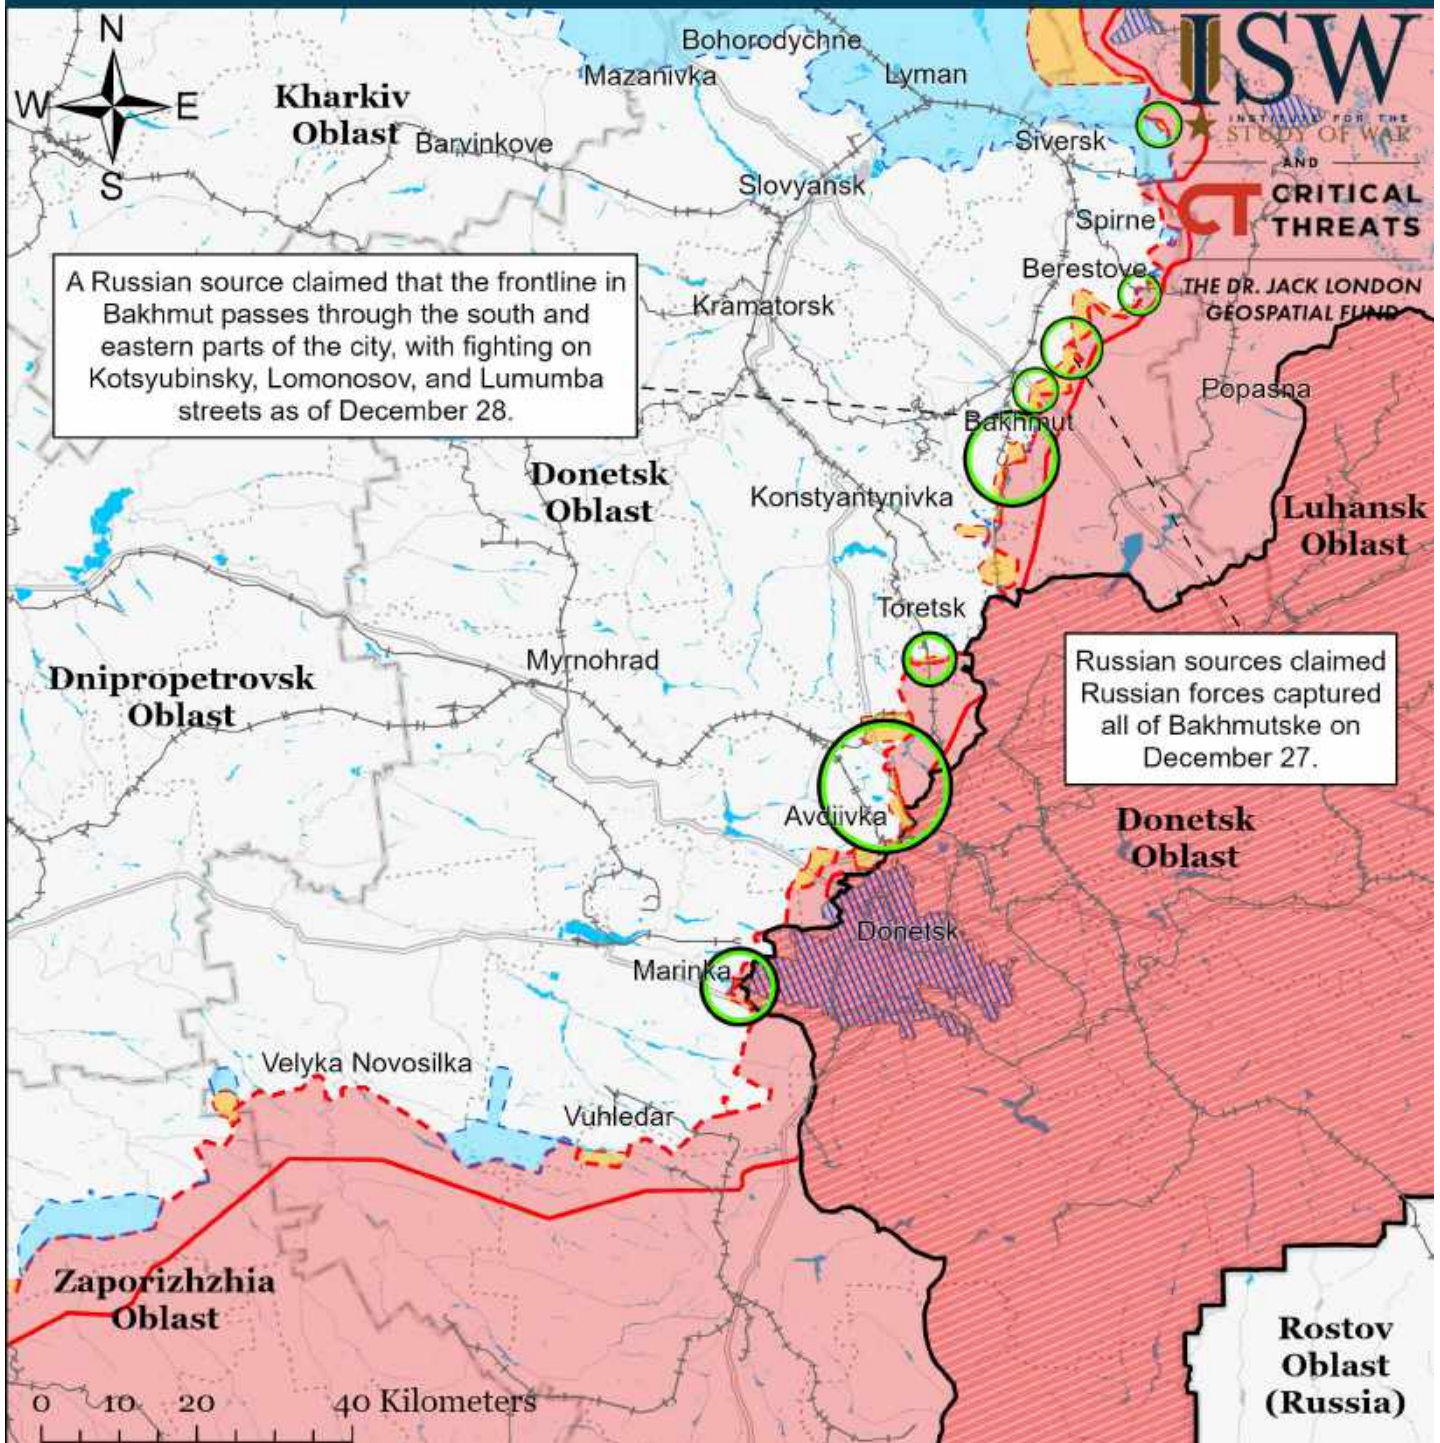 N
W
E
S
ISW
INSTITUTE FOR THE
STUDY OF WAR
AND
CT CRITICAL
THREATS
THE DR. JACK LONDON
GEOSPATIAL FUND
Bohorodychne
Mazanivka
Lyman
Kharkiv
Oblast
Barvinkove
Siversk
Slovyansk
Spirne
Berestove
A Russian source claimed that the frontline in
Bakhmut passes through the south and
eastern parts of the city, with fighting on
Kotsyubinsky, Lomonosov, and Lumumba
streets as of December 28.
Kramatorsk
Popasna
Bakhmut
Donetsk
Oblast
Konstyantynivka
Luhansk
Oblast
Toretsk
Myrnohrad
Dnipropetrovsk
Oblast
Russian sources claimed
Russian forces captured
all of Bakhmutske on
December 27.
Avdiivka
Donetsk
Oblast
Donetsk
Marinka
Velyka Novosilka
Vuhledar
Zaporizhzhia
Oblast
Rostov
Oblast
(Russia)
0 10 20 40 Kilometers